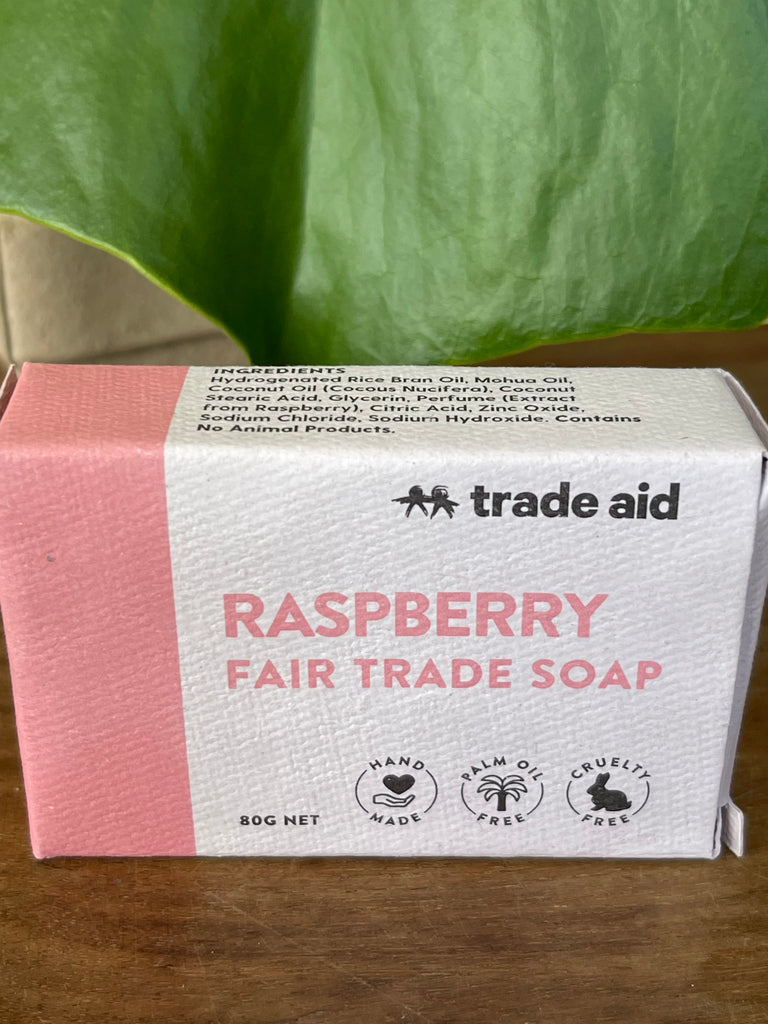 INGREDIENTS
Hydrogenated Rice Bran Oil, Mohua Oil,
Coconut Oil (Cocous Nucifera), Coconut
Stearic Acid, Glycerin, Perfume (Extract
from Raspberry), Citric Acid, Zinc Oxide,
Sodium Chloride, Sodium Hydroxide. Contains
No Animal Products.
trade aid
RASPBERRY
FAIR TRADE SOAP
80G NET
HAND
MADE
PALM OIL
FREE
CRUELTY
FREE